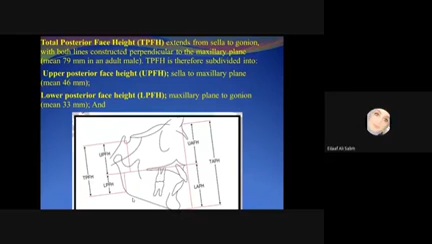 Total Posterior Face Height (TPFH) extends from sella to gonion,
with both lines constructed perpendicular to the maxillary plane
(mean 79 mm in an adult male). TPFH is therefore subdivided into:
Upper posterior face height (UPFH); sella to maxillary plane
(mean 46 mm);
Lower posterior face height (LPFH); maxillary plane to gonion
(mean 33 mm); And
UPFH
TPFH
LPFH
UAFH
TAFH
LAFH
Edaaf Ali Salem